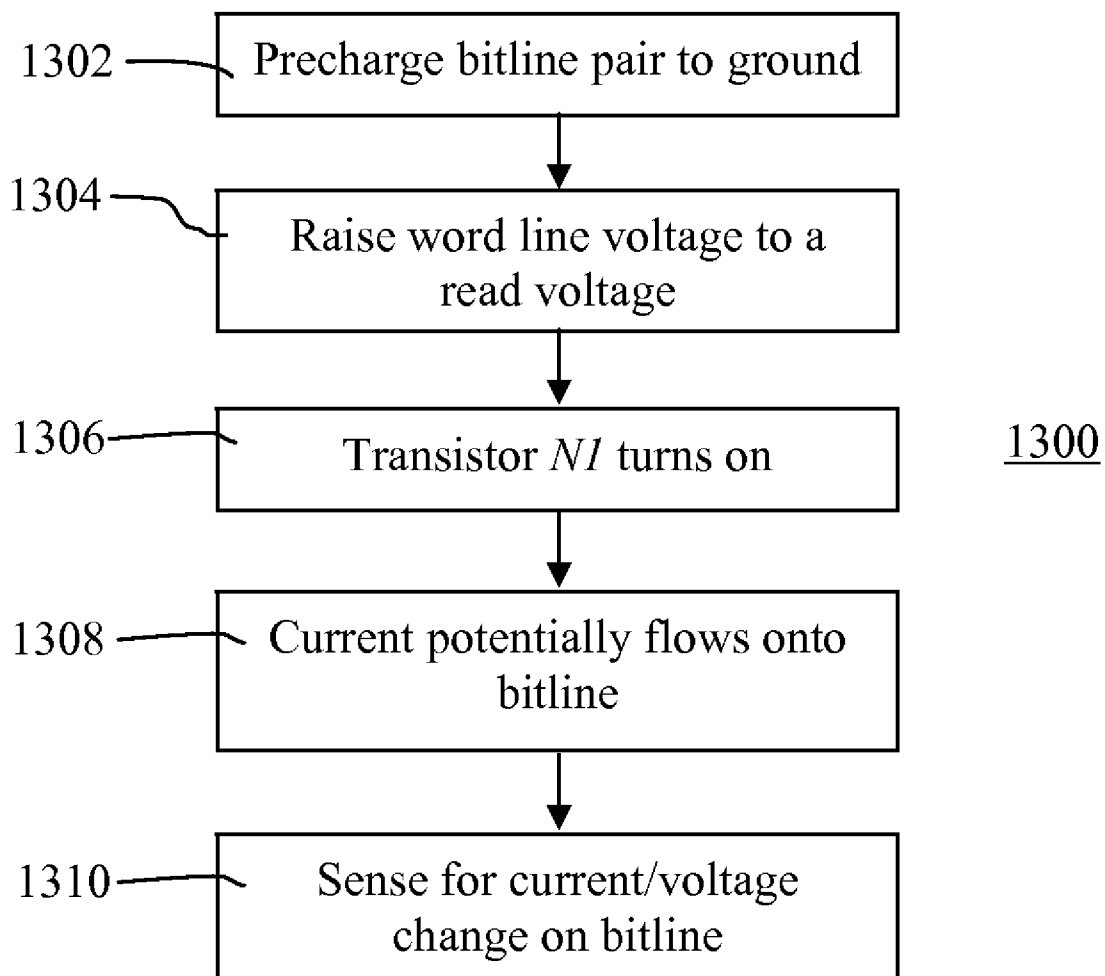 1302
Precharge bitline pair to ground
1304
Raise word line voltage to a
read voltage
1306
Transistor N1 turns on
1300
1308
Current potentially flows onto
bitline
1310
Sense for current/voltage
change on bitline